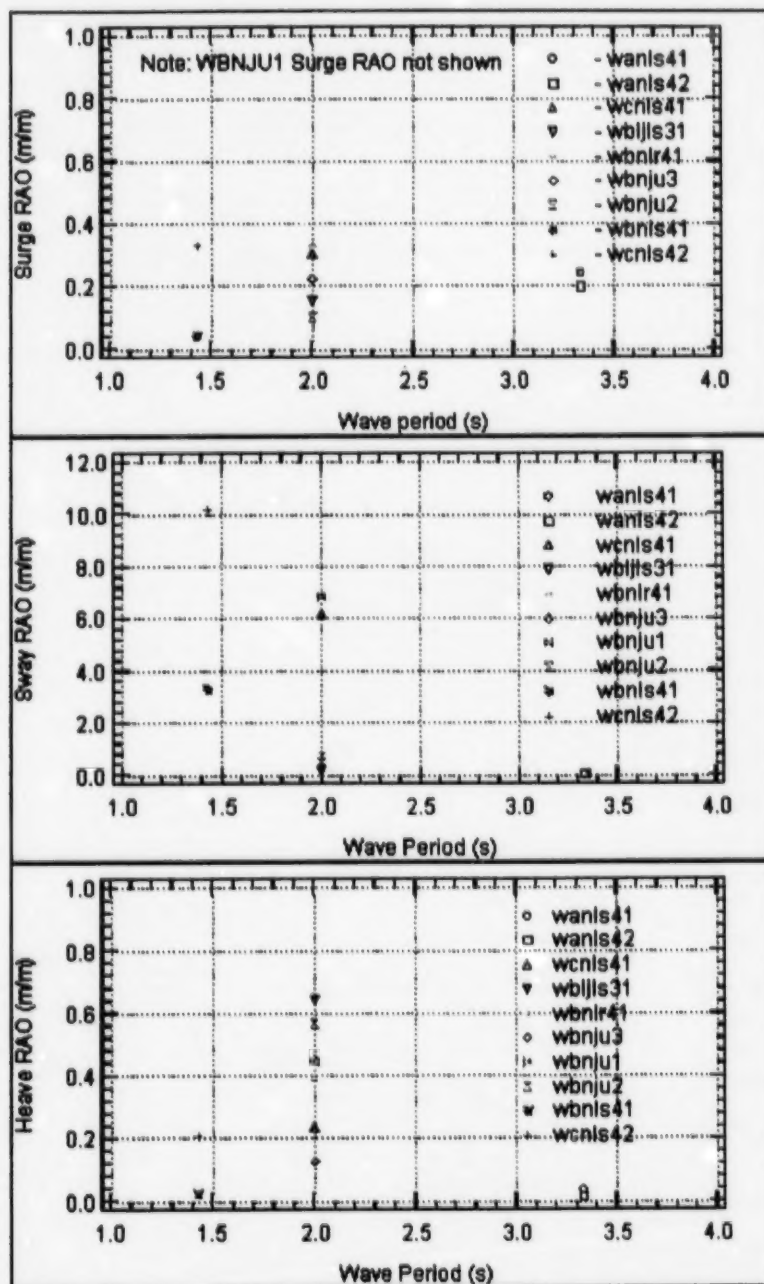 1.0
Note: WBNJU1 Surge RAO not shown
- wanls41
- wanls42
0.8
- wcnls41
- wbljls31
0.6
- wbnlr41
- wbnju3
0.4
- wbnju2
- wbnls41
- wcnls42
0.2
0.0
Surge RAO (m/m)
1.0 1.5 2.0 2.5 3.0 3.5 4.0
Wave period (s)
12.0
wanls41
10.0
wanls42
wcnls41
8.0
wbljls31
wbnlr41
6.0
wbnju3
wbnju1
4.0
wbnju2
wbnls41
2.0
wcnls42
0.0
Sway RAO (m/m)
1.0 1.5 2.0 2.5 3.0 3.5 4.0
Wave Period (s)
1.0
wanls41
wanls42
0.8
wcnls41
wbljls31
0.6
wbnlr41
wbnju3
wbnju1
0.4
wbnju2
wbnls41
0.2
wcnls42
0.0
Heave RAO (m/m)
1.0 1.5 2.0 2.5 3.0 3.5 4.0
Wave Period (s)